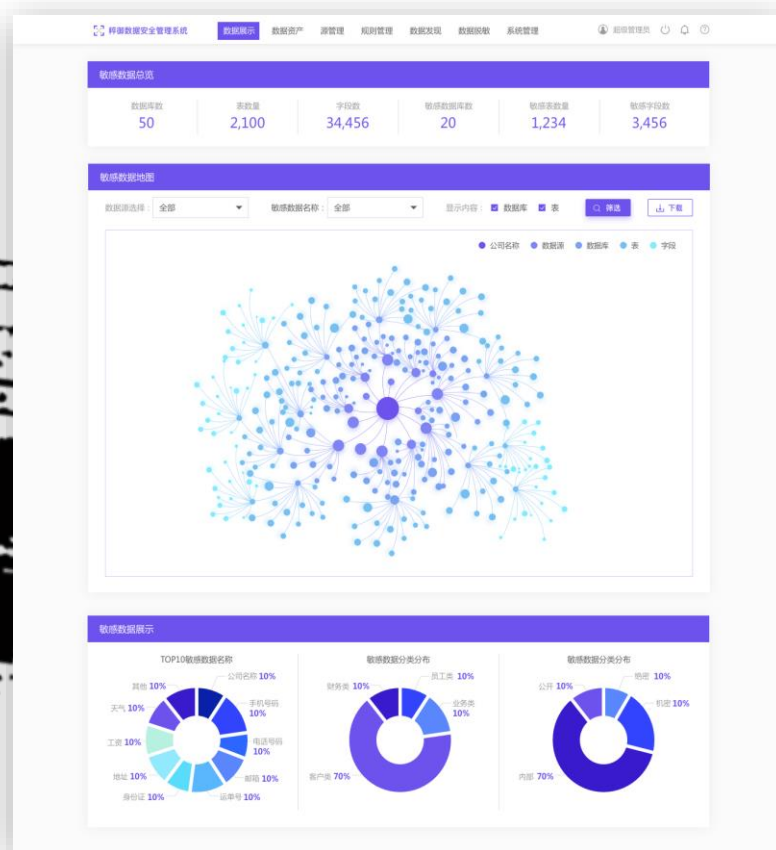 梓御数据安全管理系统 数据展示 数据资产 源管理 规则管理 数据发现 数据脱敏 系统管理 超级管理员
敏感数据总览
数据库数 表数量 字段数 敏感数据库数 敏感表数量 敏感字段数
50 2,100 34,456 20 1,234 3,456
敏感数据地图
数据源选择： 全部 敏感数据名称： 全部 显示内容： 数据库 表 筛选 下载
公司名称 数据源 数据库 表 字段
敏感数据展示
TOP10敏感数据名称
公司名称 10%
手机号码
10%
电话号码
10%
邮箱 10%
运单号 10%
身份证 10%
地址 10%
工资 10%
天气 10%
其他 10%
敏感数据分类分布
员工类 10%
业务类
10%
客户类 70%
财务类 10%
敏感数据分类分布
绝密 10%
机密 10%
内部 70%
公开 10%